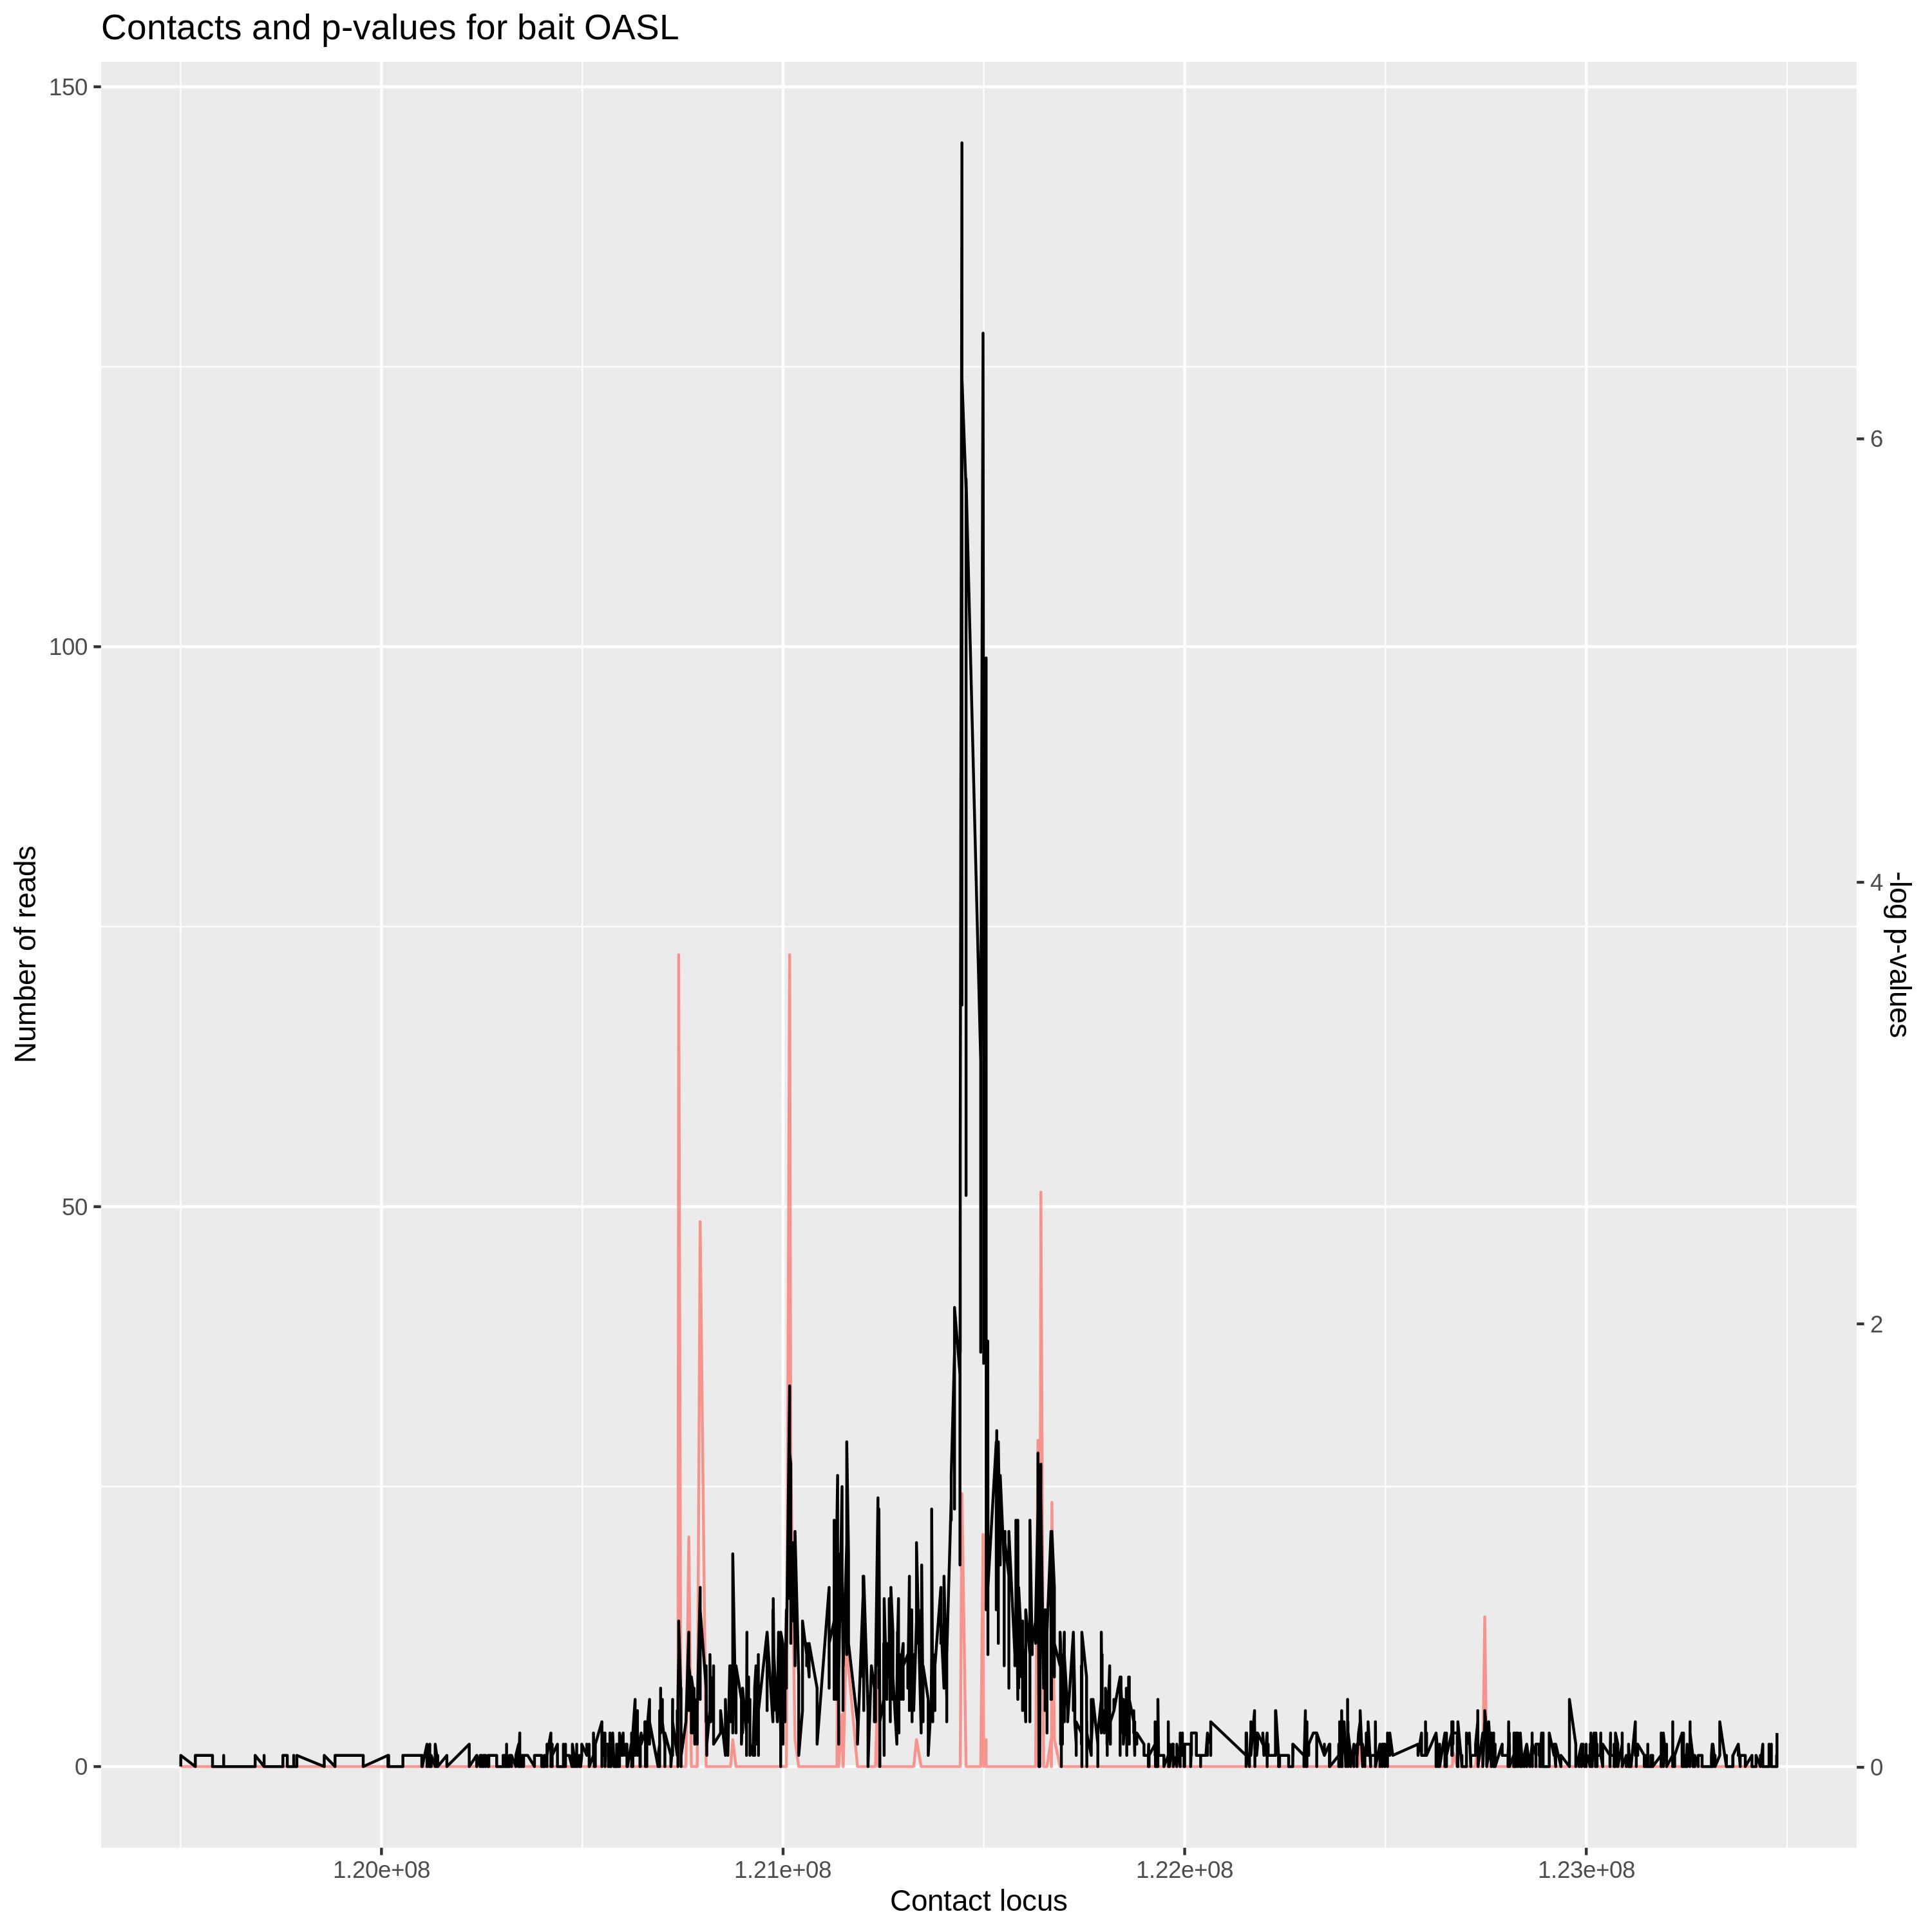 Contacts and p-values for bait OASL
150
100
50
0
Number of reads
6
4
2
0
-log p-values
1.20e+08
1.21e+08
1.22e+08
1.23e+08
Contact locus